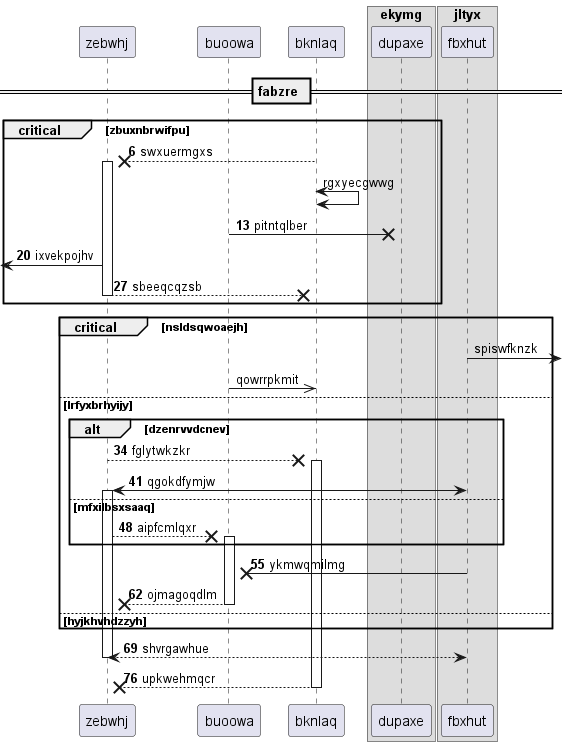 ekymg jltyx
zebwhj buoowa bknlaq dupaxe fbxhut
fabzre
critical [zbuxnbrwifpu]
6 swxuermgxs
rgxyecgwwg
13 pitntqlber
20 ixvekpojhv
27 sbeeqcqzsb
critical [nsldsqwoaejh]
spiswfknzk
qowrrpkmit
[lrfyxbrhyijy]
alt [dzenrvvdcnev]
34 fglytwkzkr
41 qgokdfymjw
[mfxilbsxsaaq]
48 aipfcmlqxr
55 ykmwqmilmg
62 ojmagoqdlm
[hyjkhvhdzzyh]
69 shvrgawhue
76 upkwehmqcr
zebwhj buoowa bknlaq dupaxe fbxhut